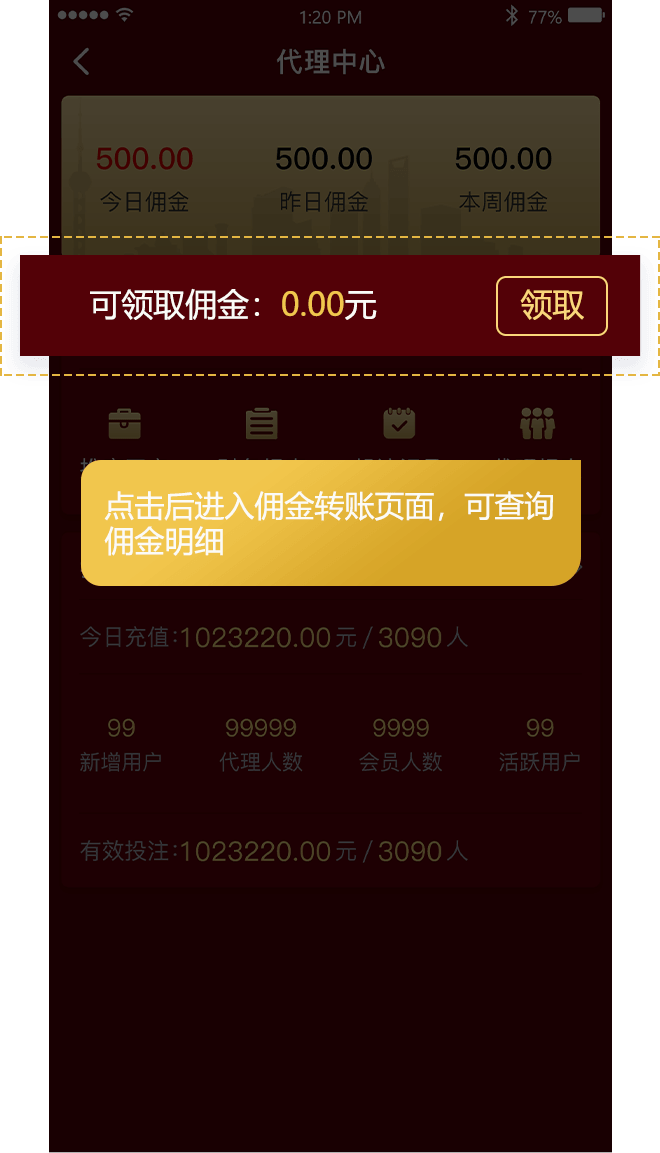 1:20 PM
77%
代理中心
500.00 500.00 500.00
今日佣金 昨日佣金 本周佣金
可领取佣金：0.00元 领取
点击后进入佣金转账页面，可查询
佣金明细
今日充值:1023220.00元/3090人
99 99999 9999 99
新增用户 代理人数 会员人数 活跃用户
有效投注:1023220.00元/3090人